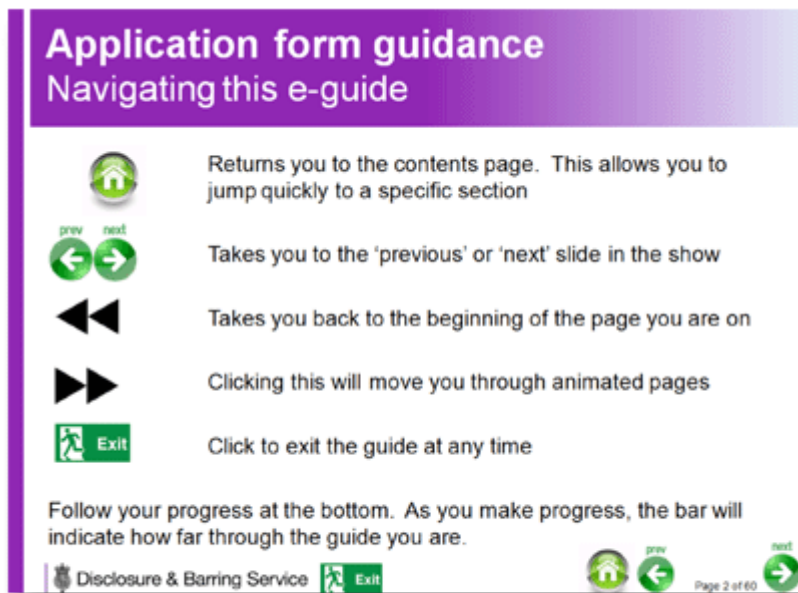 Application form guidance
Navigating this e-guide
Returns you to the contents page.  This allows you to
jump quickly to a specific section
prev next
Takes you to the 'previous' or 'next' slide in the show
Takes you back to the beginning of the page you are on
Clicking this will move you through animated pages
Exit
Click to exit the guide at any time
Follow your progress at the bottom.  As you make progress, the bar will
indicate how far through the guide you are.
Disclosure & Barring Service
Exit
prev
Page 2 of 60
next